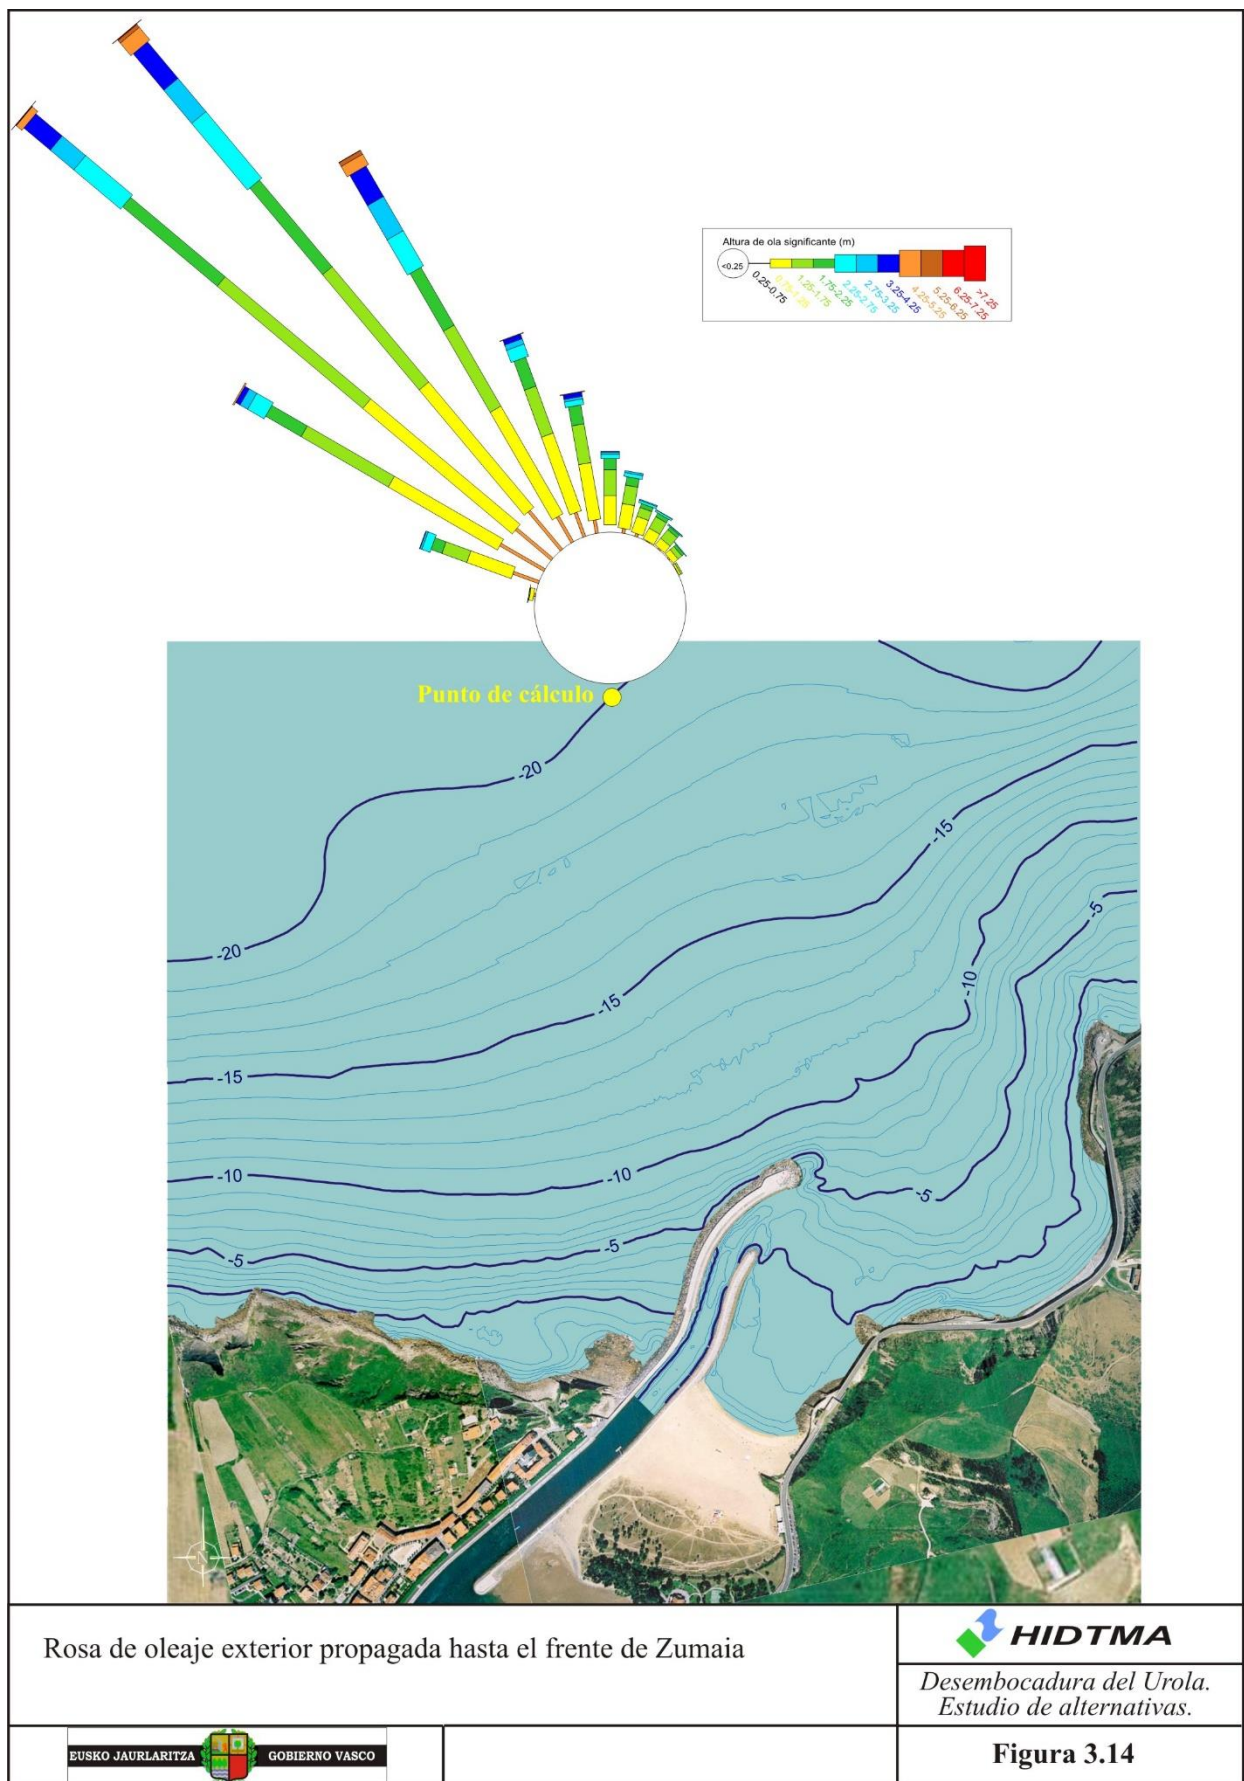 Altura de ola significante (m)
<0.25
0.25-0.75
0.75-1.25
1.25-1.75
1.75-2.25
2.25-2.75
2.75-3.25
3.25-4.25
4.25-5.25
5.25-6.25
6.25-7.25
>7.25
Punto de cálculo
-20
-15
-5
-20
-10
-15
-15
-10
-10
-5
-5
-5
N
Rosa de oleaje exterior propagada hasta el frente de Zumaia
HIDTMA
Desembocadura del Urola.
Estudio de alternativas.
EUSKO JAURLARITZA
GOBIERNO VASCO
Figura 3.14